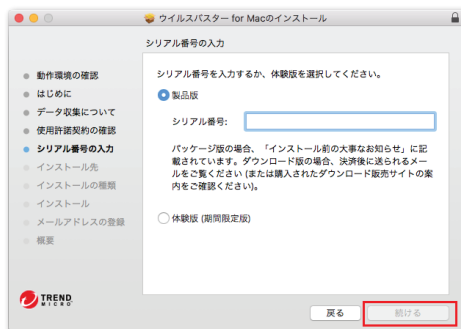 ウイルスバスター for Macのインストール
シリアル番号の入力
動作環境の確認
はじめに
データ収集について
使用許諾契約の確認
シリアル番号の入力
インストール先
インストールの種類
インストール
メールアドレスの登録
概要
シリアル番号を入力するか、体験版を選択してください。
製品版
シリアル番号:
パッケージ版の場合、「インストール前の大事なお知らせ」に記
載されています。ダウンロード版の場合、決済後に送られるメー
ルをご覧ください (または購入されたダウンロード販売サイトの案
内をご確認ください)。
体験版 (期間限定版)
TREND
MICRO
戻る
続ける